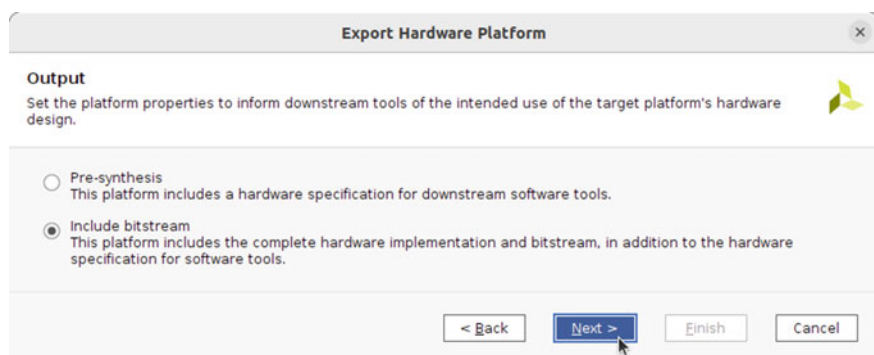 Export Hardware Platform
Output
Set the platform properties to inform downstream tools of the intended use of the target platform's hardware
design.
Pre-synthesis
This platform includes a hardware specification for downstream software tools.
Include bitstream
This platform includes the complete hardware implementation and bitstream, in addition to the hardware
specification for software tools.
< Back Next > Finish Cancel